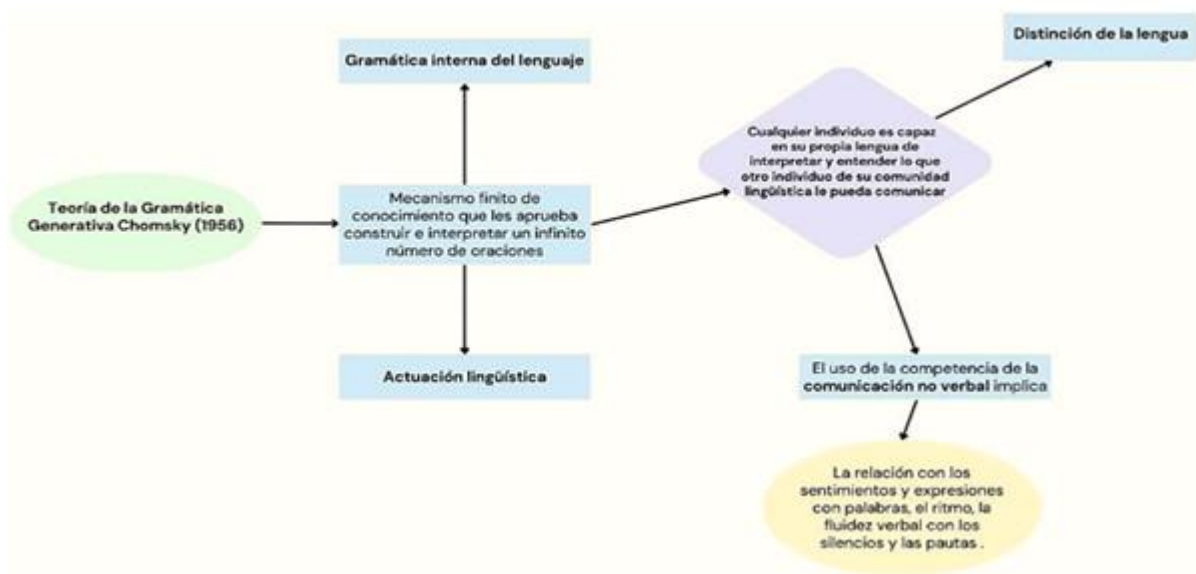 Distinción de la lengua
Gramática interna del lenguaje
Cualquier individuo es capaz
en su propia lengua de
interpretar y entender lo que
otro individuo de su comunidad
lingüística le pueda comunicar
Teoría de la Gramática
Generativa Chomsky (1956)
Mecanismo finito de
conocimiento que les aprueba
construir e interpretar un infinito
número de oraciones
Actuación lingüística
El uso de la competencia de la
comunicación no verbal implica
La relación con los
sentimientos y expresiones
con palabras, el ritmo, la
fluidez verbal con los
silencios y las pautas .